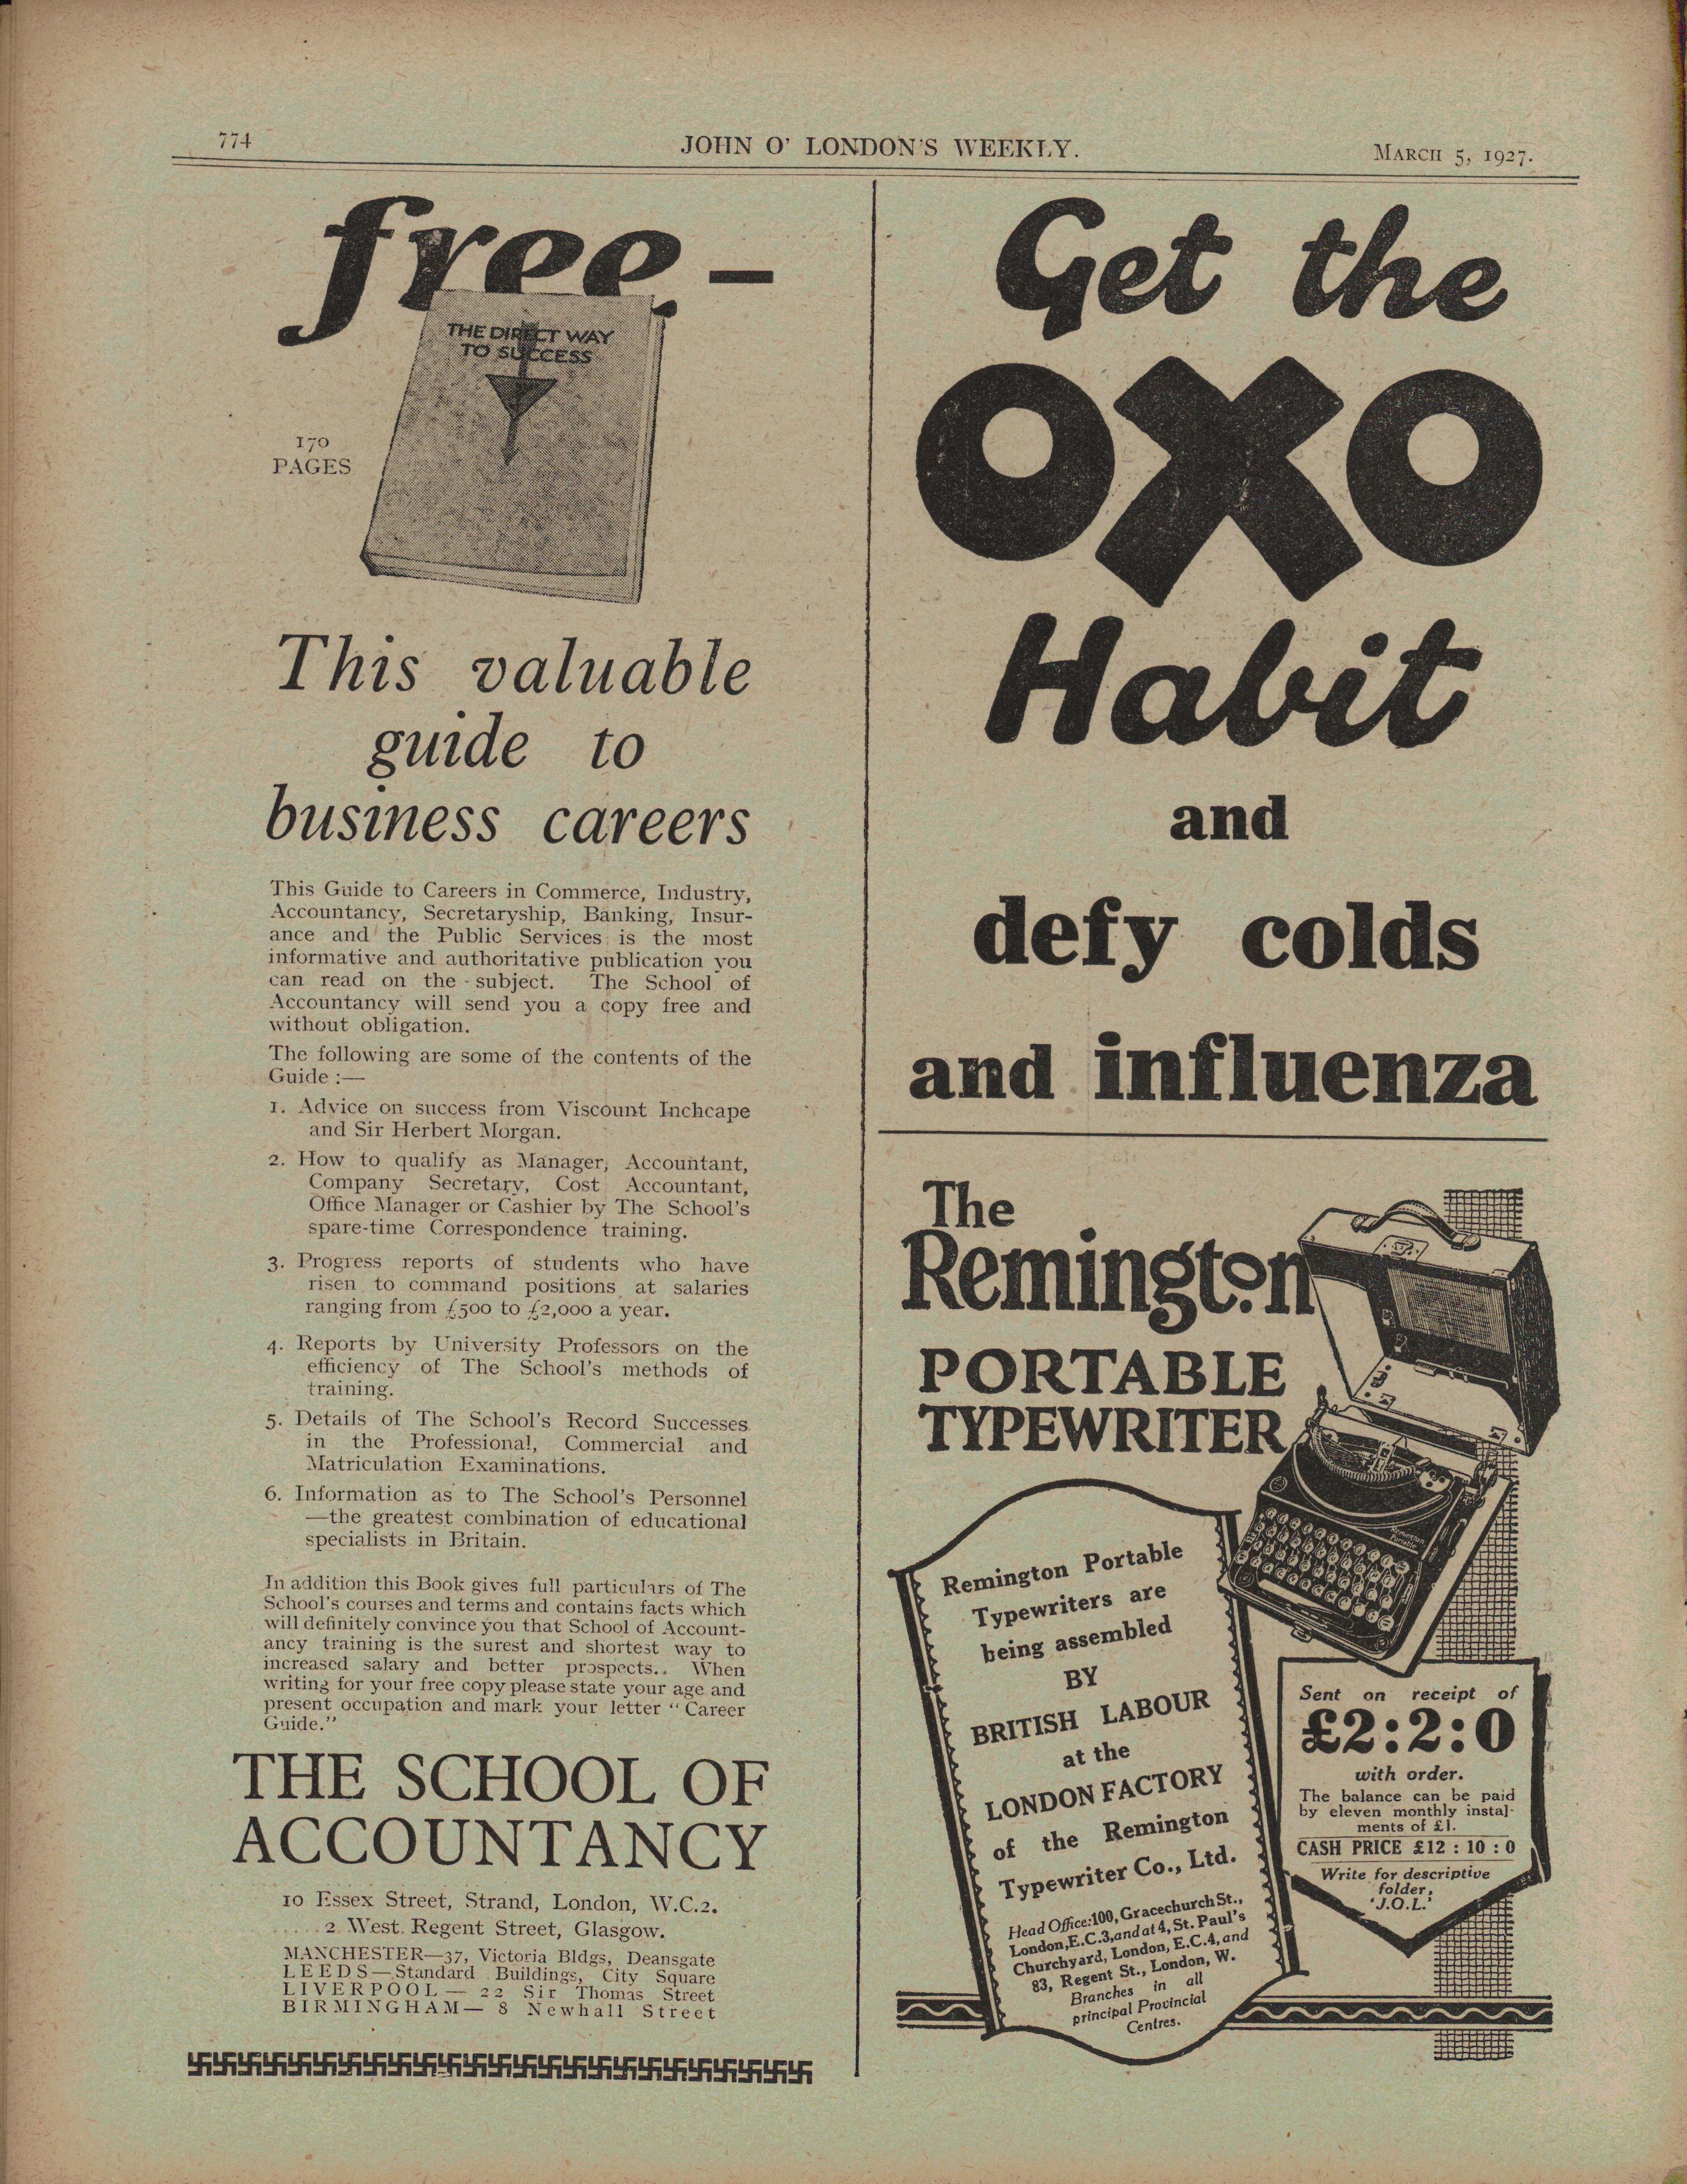 774
JOHN O' LONDON'S WEEKLY.
MARCH 5, 1927.
free—
THE DIRECT WAY
TO SUCCESS
170
PAGES
This valuable
guide to
business careers
This Guide to Careers in Commerce, Industry,
Accountancy, Secretaryship, Banking, Insur-
ance and the Public Services is the most
informative and authoritative publication you
can read on the subject. The School of
Accountancy will send you a copy free and
without obligation.
The following are some of the contents of the
Guide :—
1. Advice on success from Viscount Inchcape
and Sir Herbert Morgan.
2. How to qualify as Manager, Accountant,
Company Secretary, Cost Accountant,
Office Manager or Cashier by The School's
spare-time Correspondence training.
3. Progress reports of students who have
risen to command positions at salaries
ranging from £500 to £2,000 a year.
4. Reports by University Professors on the
efficiency of The School's methods of
training.
5. Details of The School's Record Successes
in the Professional, Commercial and
Matriculation Examinations.
6. Information as to The School's Personnel
—the greatest combination of educational
specialists in Britain.
In addition this Book gives full particulars of The
School's courses and terms and contains facts which
will definitely convince you that School of Account-
ancy training is the surest and shortest way to
increased salary and better prospects.. When
writing for your free copy please state your age and
present occupation and mark your letter "Career
Guide."
THE SCHOOL OF
ACCOUNTANCY
10 Essex Street, Strand, London, W.C.2.
2 West Regent Street, Glasgow.
MANCHESTER—37, Victoria Bldgs, Deansgate
LEEDS—Standard Buildings, City Square
LIVERPOOL— 22 Sir Thomas Street
BIRMINGHAM— 8 Newhall Street
Get the
OXO
Habit
and
defy colds
and influenza
The
Remington
PORTABLE
TYPEWRITER
Remington Portable
Remington Portable
Typewriters are
being assembled
BY
BRITISH LABOUR
at the
LONDON FACTORY
of the Remington
Typewriter Co., Ltd.
Head Office:100, Gracechurch St.,
London,E.C.3,and at 4, St. Paul's
Churchyard, London, E.C.4, and
83, Regent St., London, W.
Branches in all
principal Provincial
Centres.
Sent on receipt of
£2:2:0
with order.
The balance can be paid
by eleven monthly instal-
ments of £1.
CASH PRICE £12 : 10 : 0
Write for descriptive
folder,
'J.O.L.'